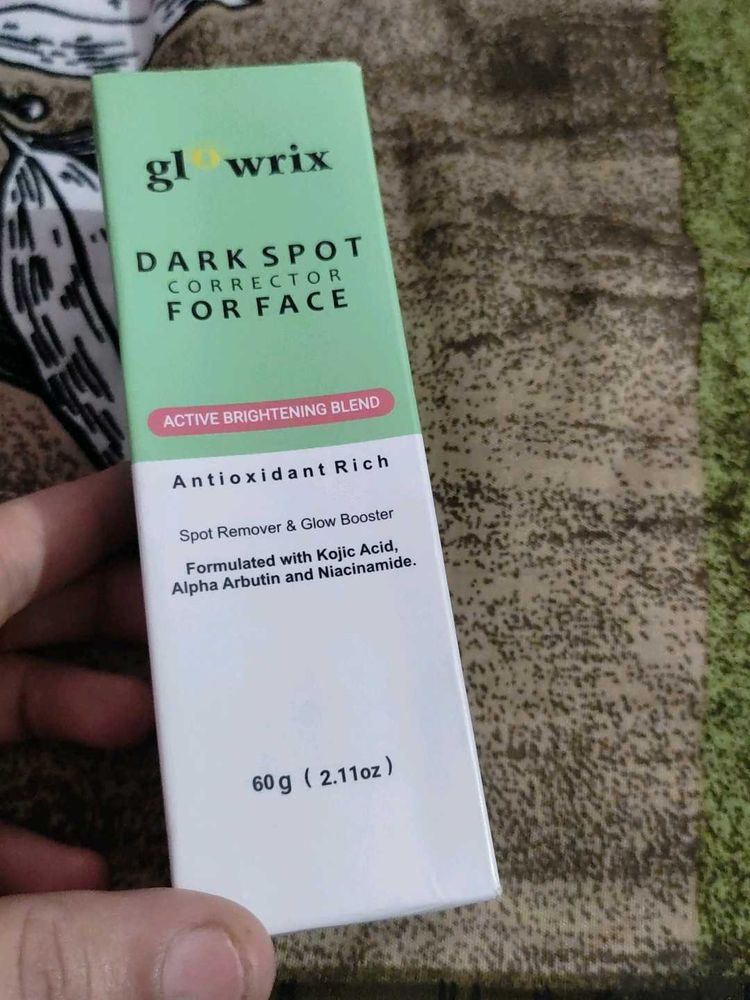 glowrix
DARK SPOT
CORRECTOR
FOR FACE
ACTIVE BRIGHTENING BLEND
Antioxidant Rich
Spot Remover & Glow Booster
Formulated with Kojic Acid,
Alpha Arbutin and Niacinamide.
60g ( 2.11oz )